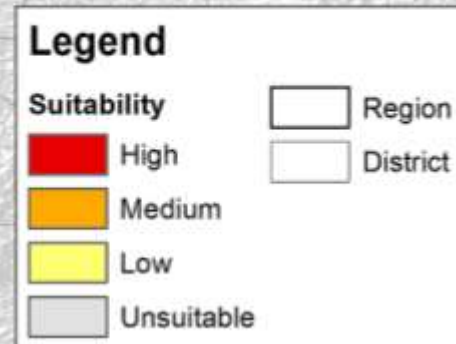 Legend
Suitability
High
Medium
Low
Unsuitable
Region
District